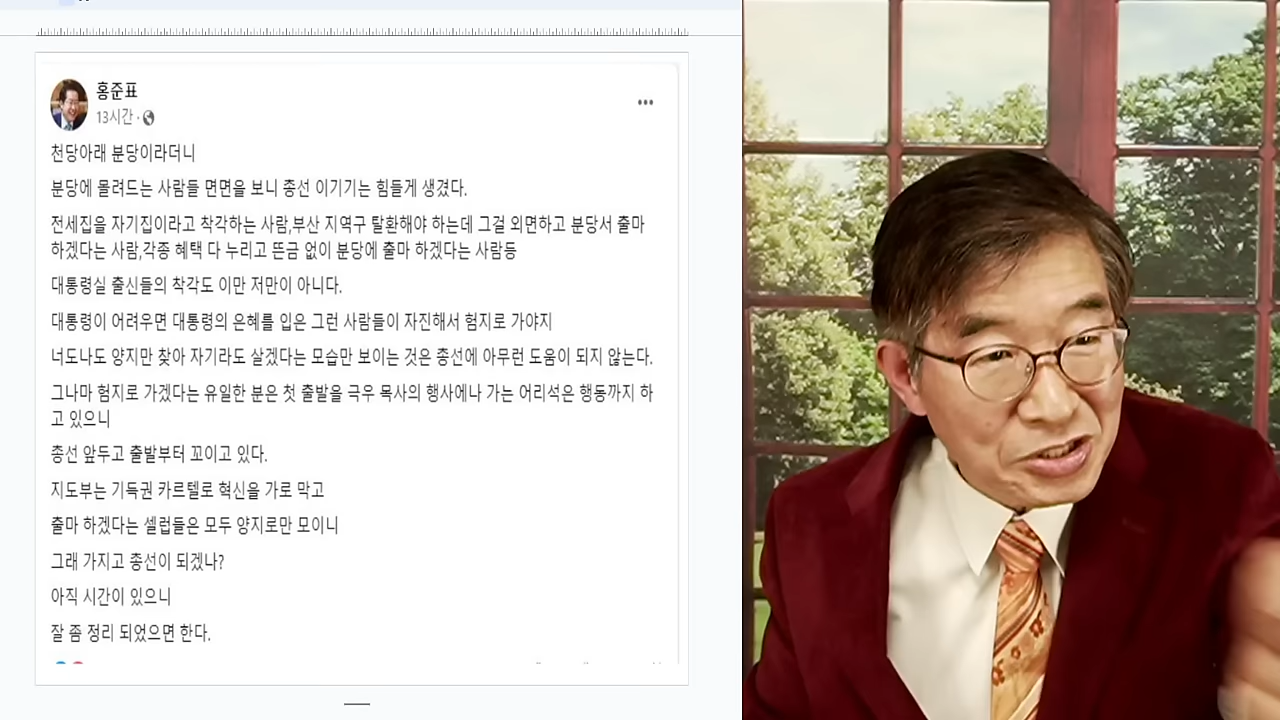 홍준표
13시간 ·
천당아래 분당이라더니
분당에 몰려드는 사람들 면면을 보니 총선 이기기는 힘들게 생겼다.
전세집을 자기집이라고 착각하는 사람,부산 지역구 탈환해야 하는데 그걸 외면하고 분당서 출마
하겠다는 사람,각종 혜택 다 누리고 뜬금 없이 분당에 출마 하겠다는 사람등
대통령실 출신들의 착각도 이만 저만이 아니다.
대통령이 어려우면 대통령의 은혜를 입은 그런 사람들이 자진해서 험지로 가야지
너도나도 양지만 찾아 자기라도 살겠다는 모습만 보이는 것은 총선에 아무런 도움이 되지 않는다.
그나마 험지로 가겠다는 유일한 분은 첫 출발을 극우 목사의 행사에나 가는 어리석은 행동까지 하
고 있으니
총선 앞두고 출발부터 꼬이고 있다.
지도부는 기득권 카르텔로 혁신을 가로 막고
출마 하겠다는 셀럽들은 모두 양지로만 모이니
그래 가지고 총선이 되겠나?
아직 시간이 있으니
잘 좀 정리 되었으면 한다.